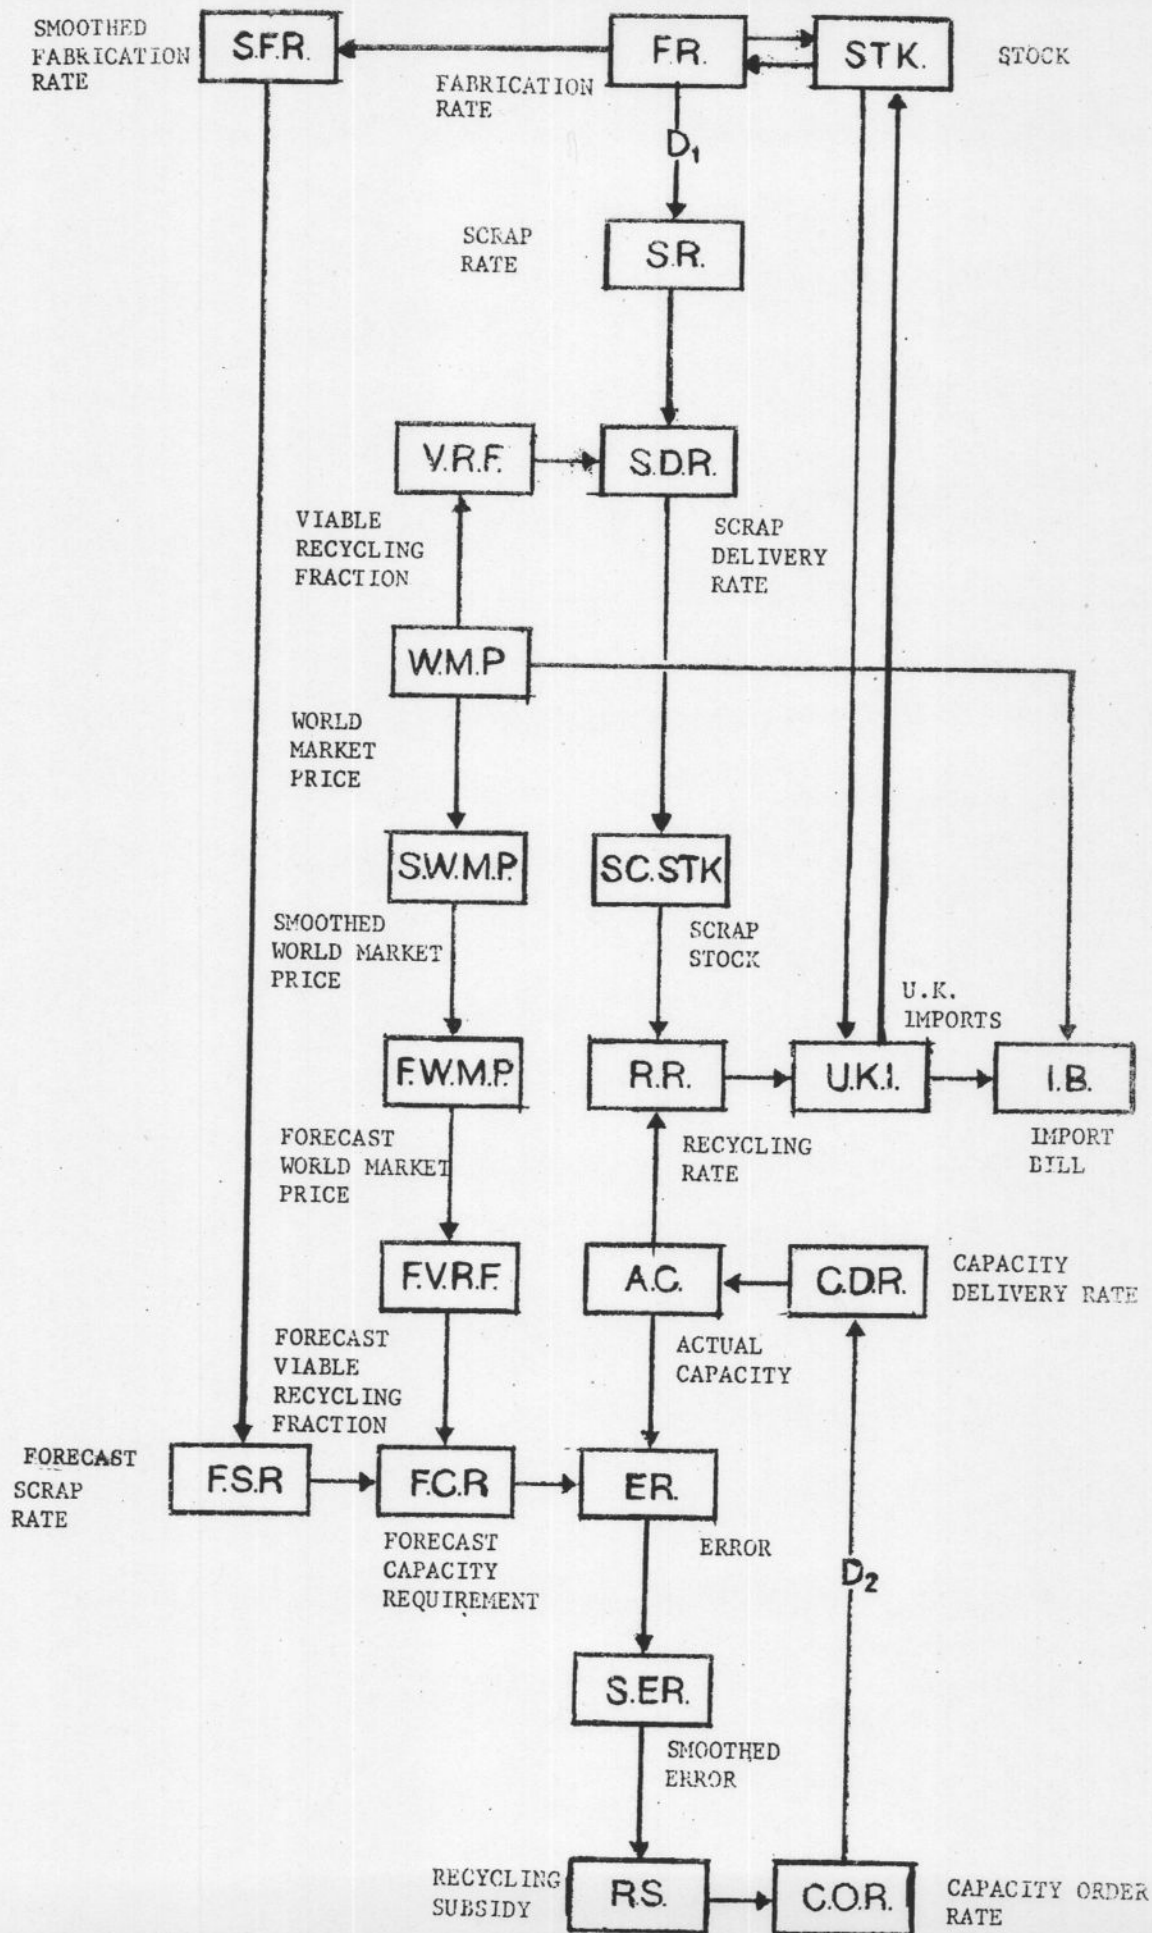 SMOOTHED
FABRICATION
RATE
S.F.R.
FABRICATION
RATE
F.R.
STK.
STOCK
D₁
SCRAP
RATE
S.R.
V.R.F.
S.D.R.
VIABLE
RECYCLING
FRACTION
SCRAP
DELIVERY
RATE
W.M.P
WORLD
MARKET
PRICE
S.W.M.P.
SC.STK
SMOOTHED
WORLD MARKET
PRICE
SCRAP
STOCK
U.K.
IMPORTS
F.W.M.P.
R.R.
U.K.I.
I.B.
FORECAST
WORLD MARKET
PRICE
RECYCLING
RATE
IMPORT
BILL
F.V.R.F.
A.C.
C.D.R.
CAPACITY
DELIVERY RATE
FORECAST
VIABLE
RECYCLING
FRACTION
ACTUAL
CAPACITY
FORECAST
SCRAP
RATE
F.S.R
F.C.R
ER.
FORECAST
CAPACITY
REQUIREMENT
ERROR
D₂
S.ER.
SMOOTHED
ERROR
RECYCLING
SUBSIDY
R.S.
C.O.R.
CAPACITY ORDER
RATE